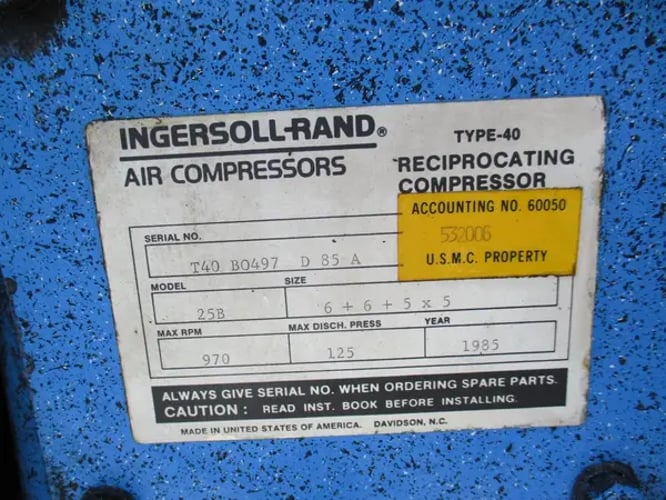 INGERSOLL-RAND®
AIR COMPRESSORS
TYPE-40
RECIPROCATING
COMPRESSOR
ACCOUNTING NO. 60050
532006
U.S.M.C. PROPERTY
SERIAL NO.
T40 BO497 D 85 A
MODEL
SIZE
25B
6 + 6 + 5 x 5
MAX RPM
MAX DISCH. PRESS
YEAR
970
125
1985
ALWAYS GIVE SERIAL NO. WHEN ORDERING SPARE PARTS.
CAUTION : READ INST. BOOK BEFORE INSTALLING.
MADE IN UNITED STATES OF AMERICA. DAVIDSON, N.C.